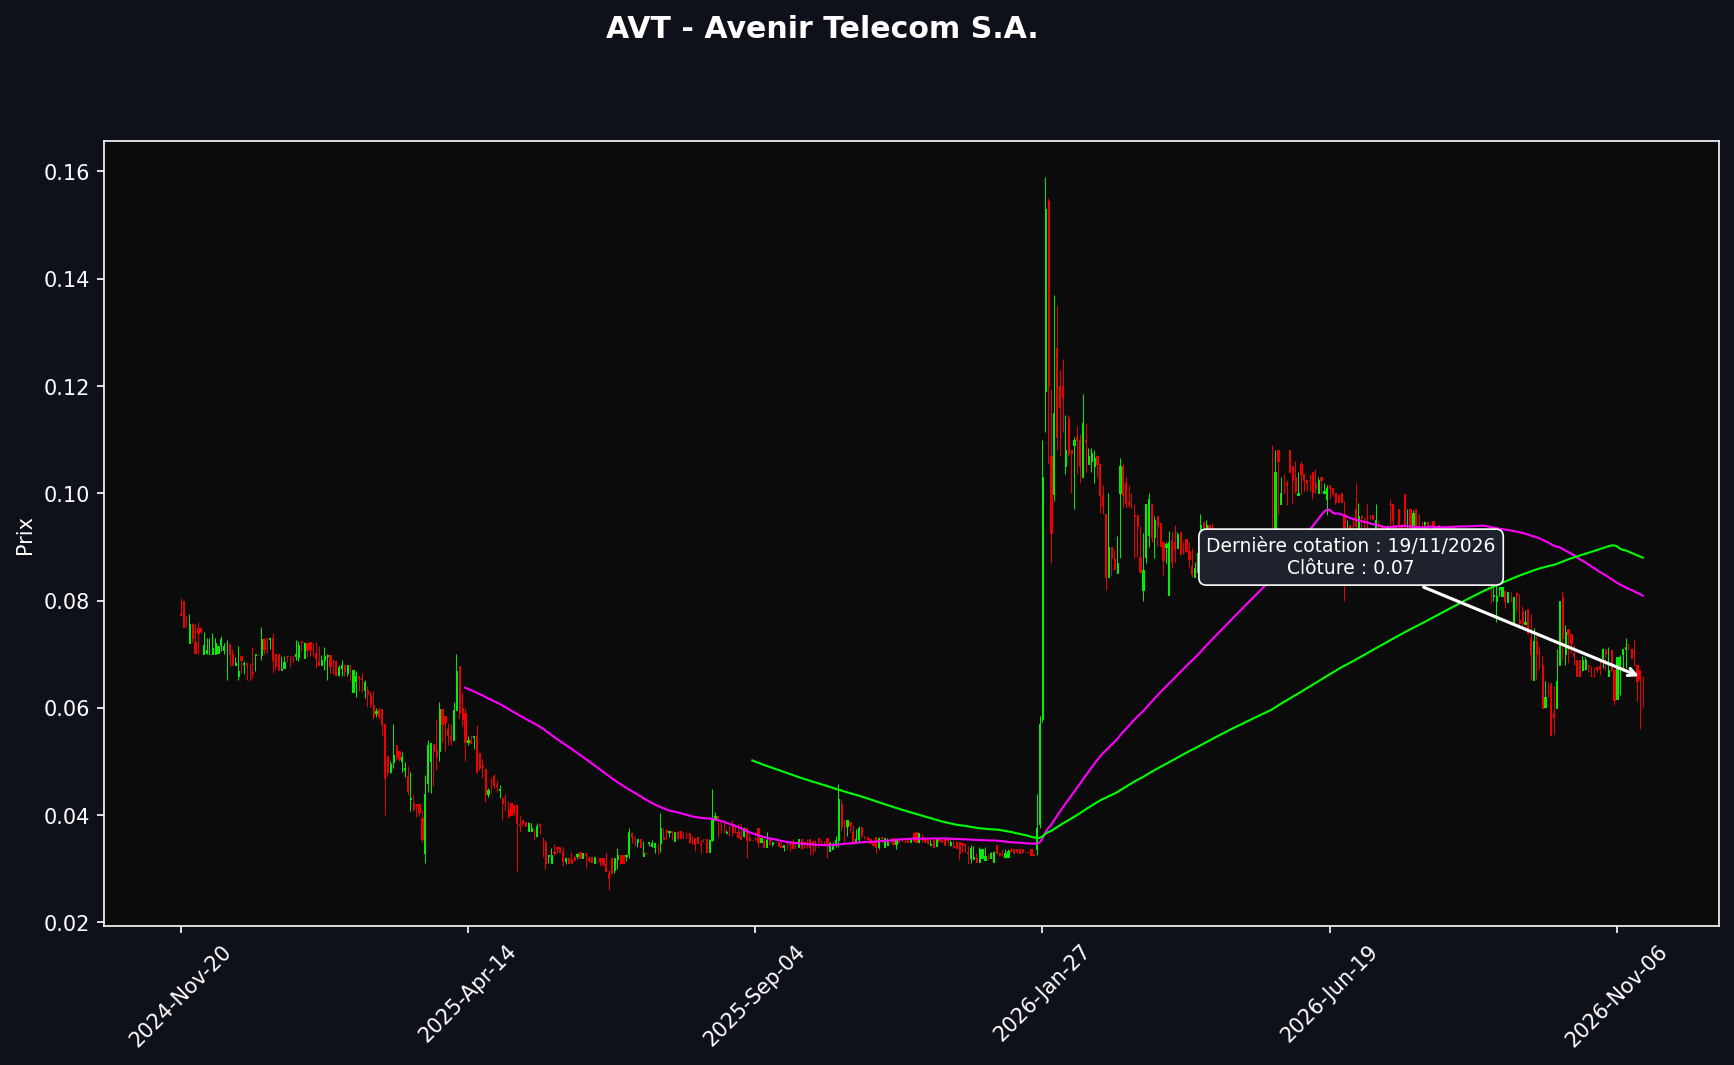 AVT - Avenir Telecom S.A.
0.16
0.14
0.12
0.10
0.08
0.06
0.04
0.02
Prix
Dernière cotation : 19/11/2026
Clôture : 0.07
2024-Nov-20
2025-Apr-14
2025-Sep-04
2026-Jan-27
2026-Jun-19
2026-Nov-06